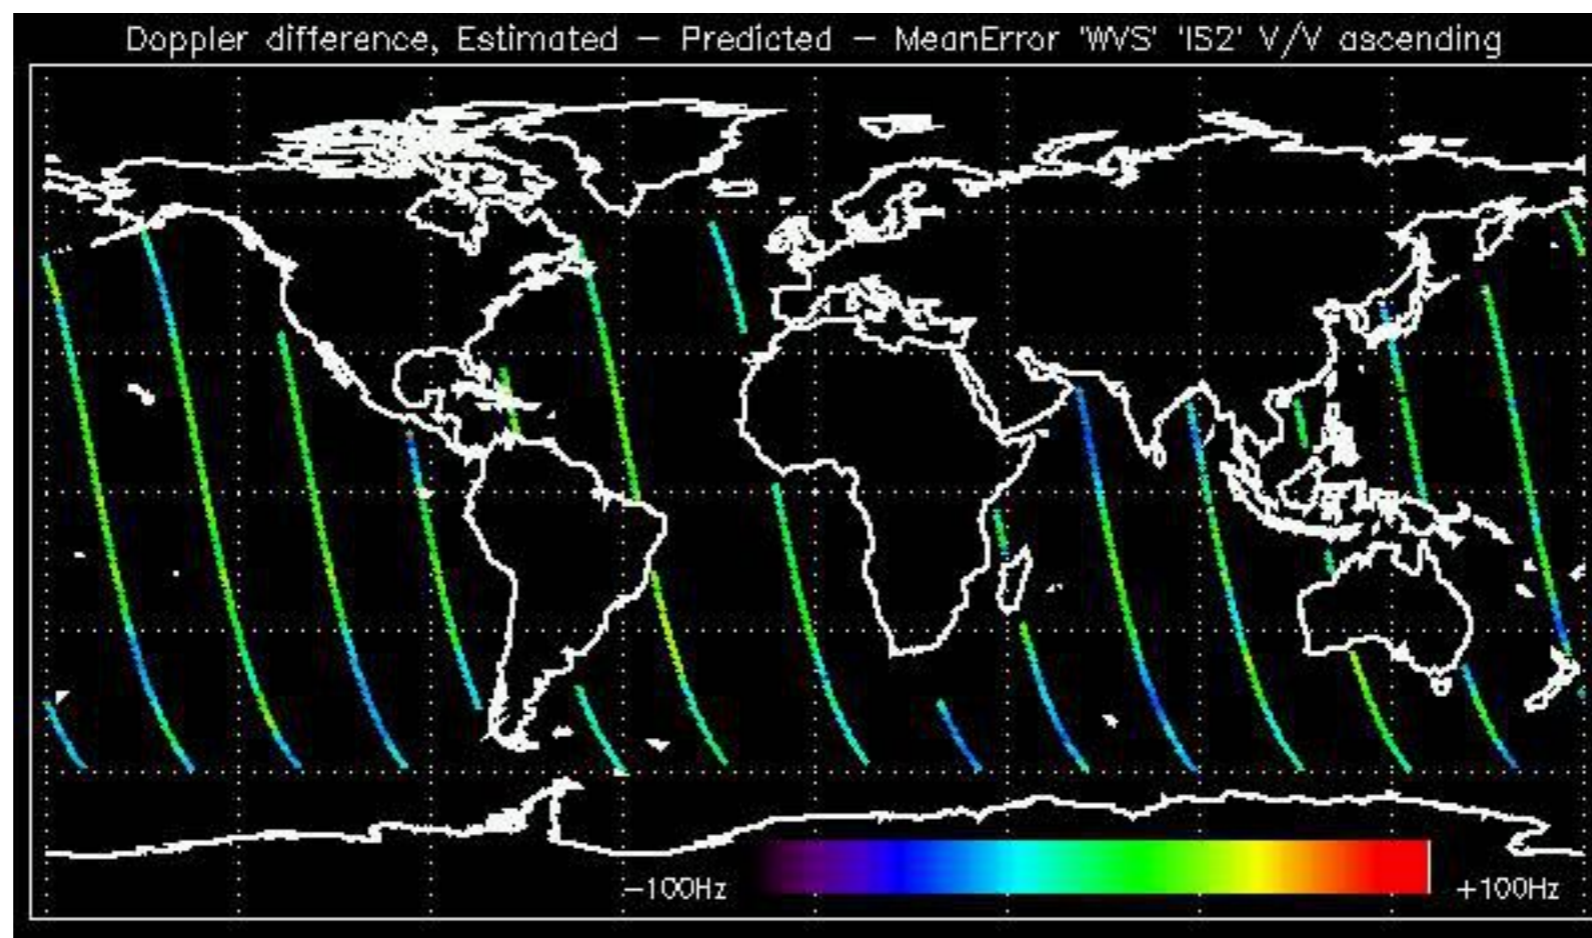 Doppler difference, Estimated – Predicted – MeanError 'WVS' 'IS2' V/V ascending
−100Hz
+100Hz